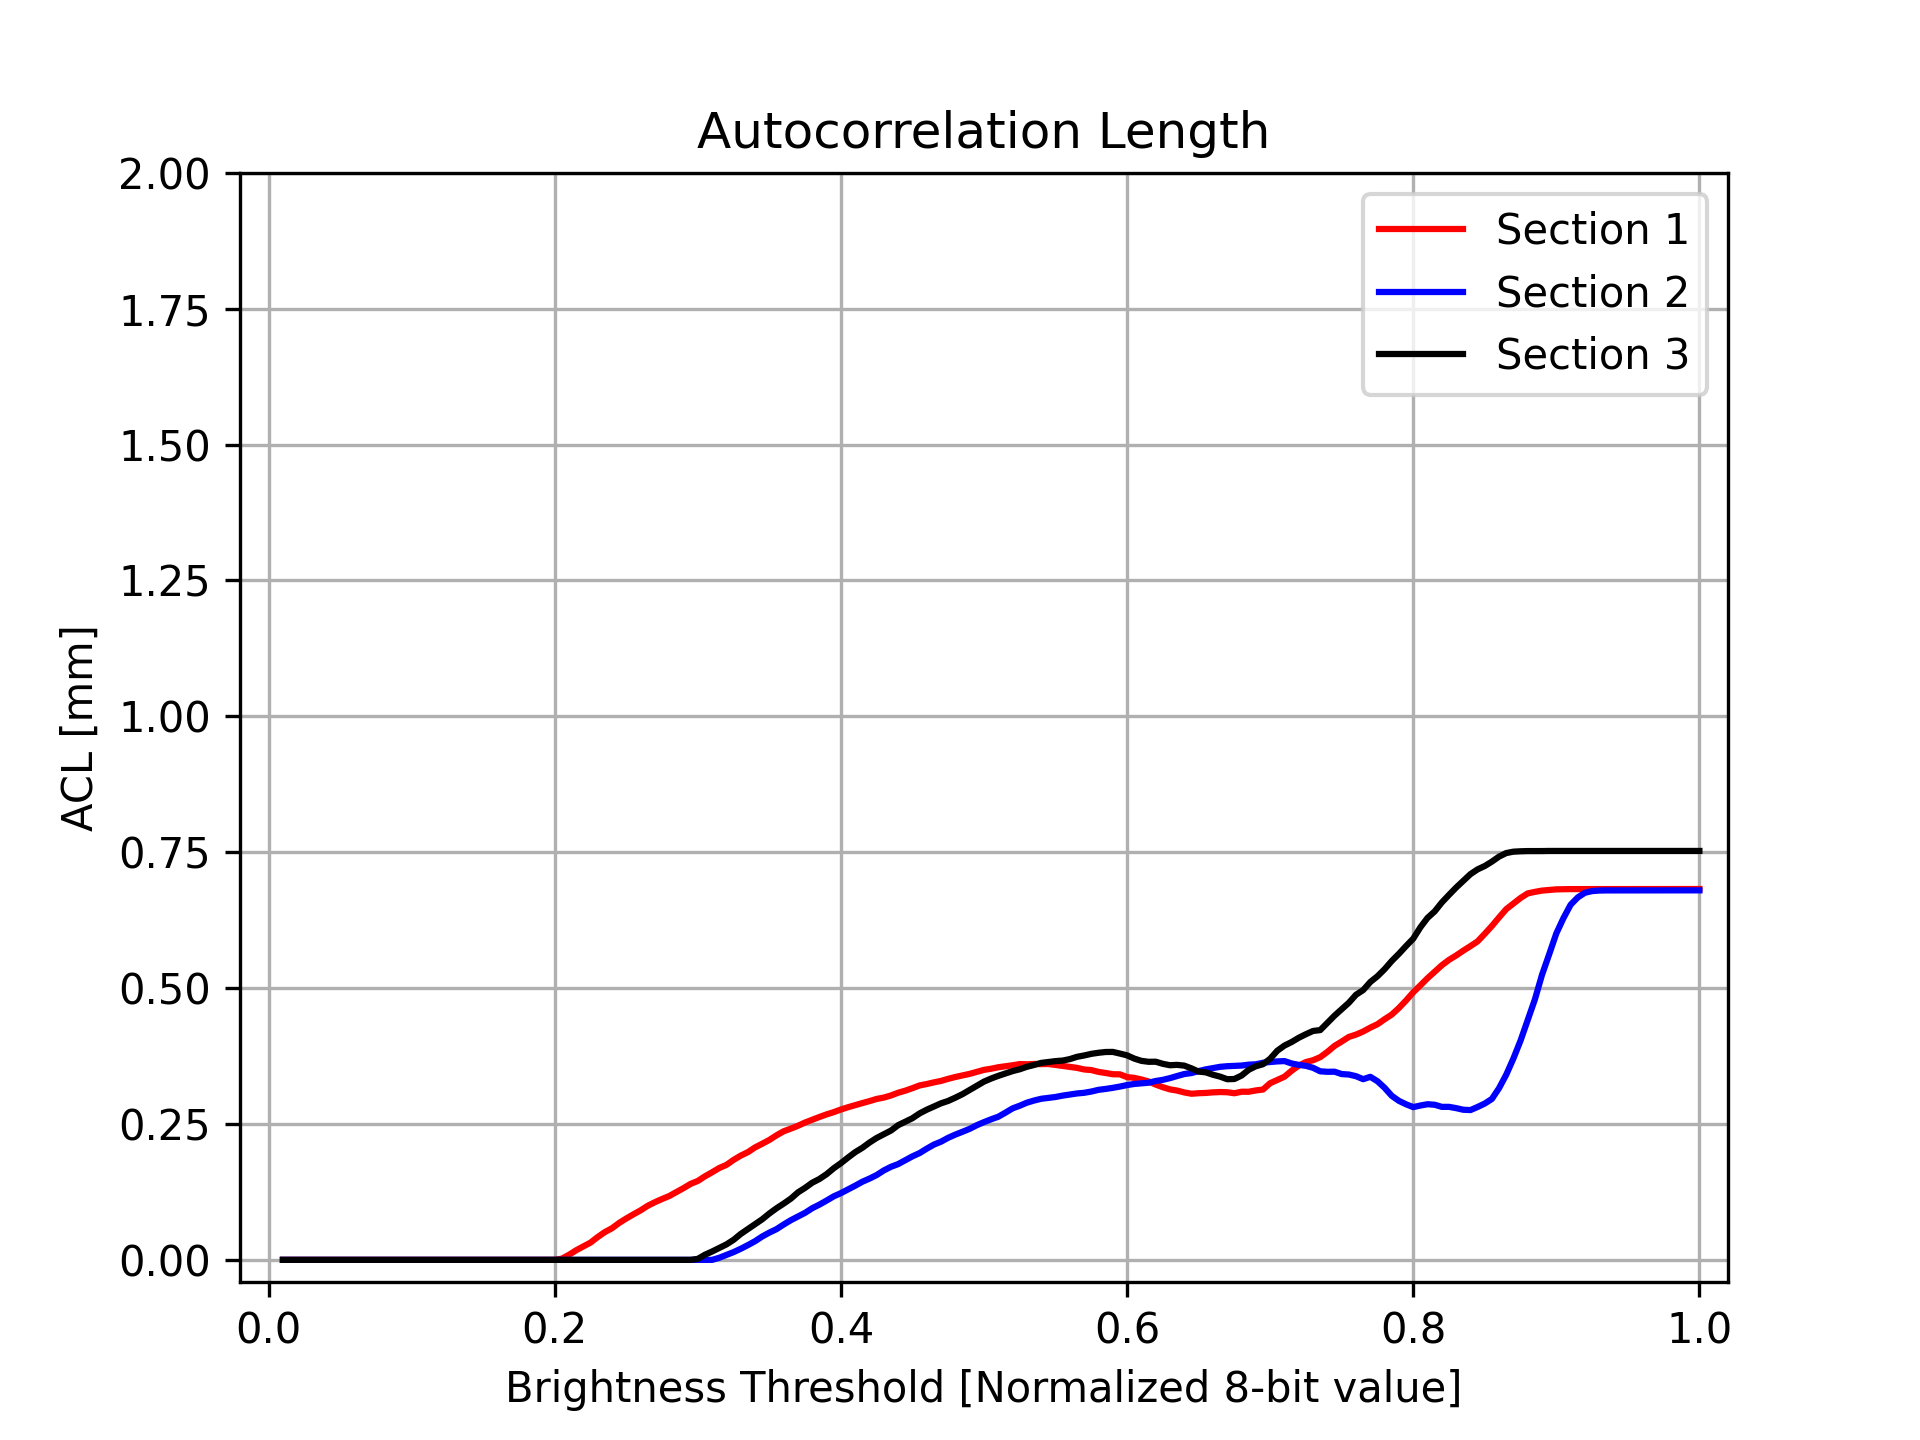 Autocorrelation Length
2.00
1.75
1.50
1.25
1.00
0.75
0.50
0.25
0.00
ACL [mm]
Section 1
Section 2
Section 3
0.0 0.2 0.4 0.6 0.8 1.0
Brightness Threshold [Normalized 8-bit value]